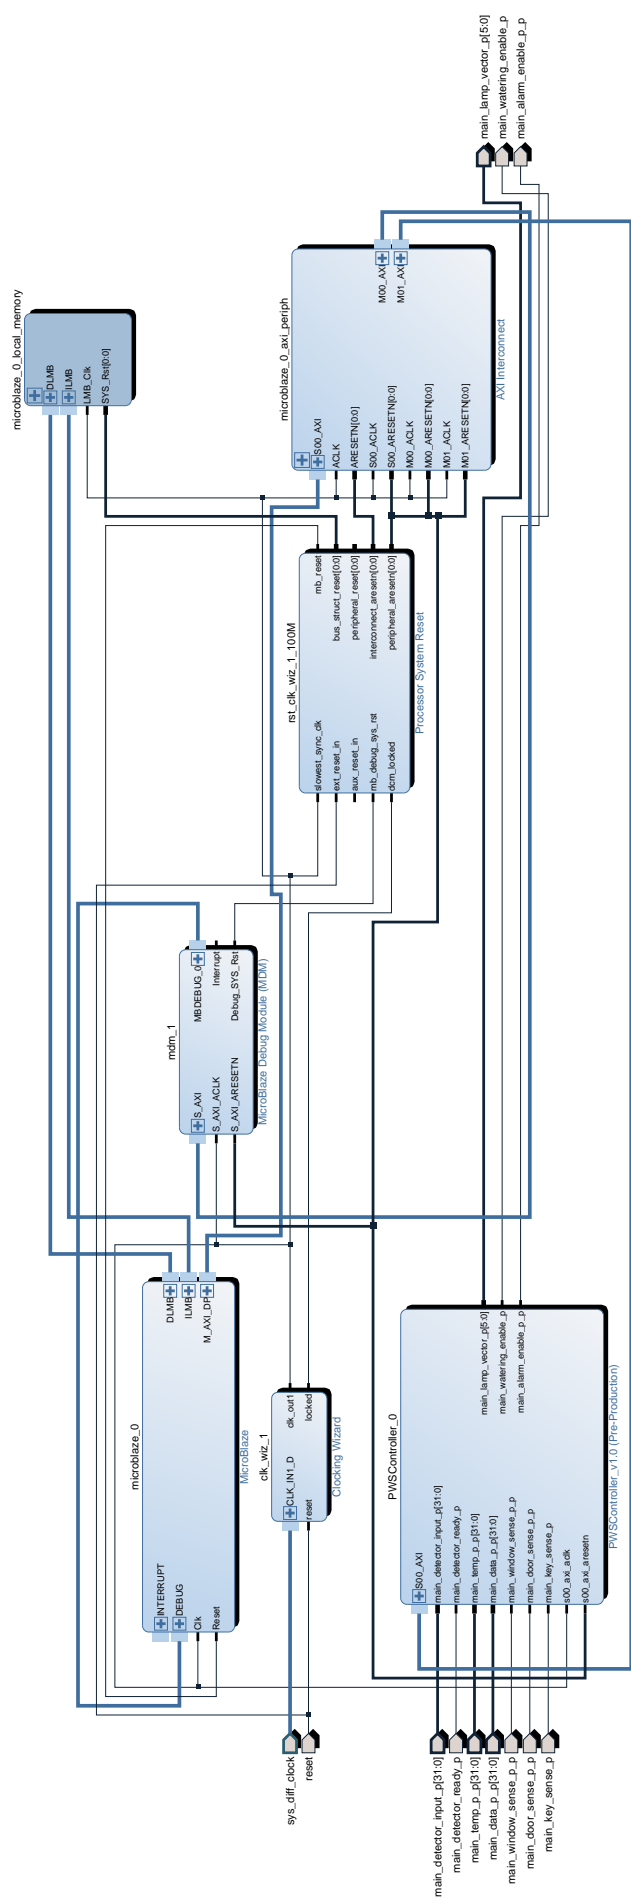 sys_diff_clock
reset
main_detector_input_p[31:0]
main_detector_ready_p
main_temp_p[31:0]
main_data_p_p[31:0]
main_window_sense_p_p
main_door_sense_p_p
main_key_sense_p
microblaze_0
INTERRUPT
DEBUG
Clk
Reset
DLMB
ILMB
M_AXI_DP
MicroBlaze
clk_wiz_1
CLK_IN1_D
reset
clk_out1
locked
Clocking Wizard
PWSController_0
S00_AXI
main_detector_input_p[31:0]
main_detector_ready_p
main_temp_p_p[31:0]
main_data_p_p[31:0]
main_window_sense_p_p
main_door_sense_p_p
main_key_sense_p
s00_axi_aclk
s00_axi_aresetn
main_lamp_vector_p[5:0]
main_watering_enable_p
main_alarm_enable_p_p
PWSController_v1.0 (Pre-Production)
mdm_1
S_AXI
S_AXI_ACLK
S_AXI_ARESETN
MBDEBUG_0
Interrupt
Debug_SYS_Rst
MicroBlaze Debug Module (MDM)
rst_clk_wiz_1_100M
slowest_sync_clk
ext_reset_in
aux_reset_in
mb_debug_sys_rst
dcm_locked
mb_reset
bus_struct_reset[0:0]
peripheral_reset[0:0]
interconnect_aresetn[0:0]
peripheral_aresetn[0:0]
Processor System Reset
microblaze_0_local_memory
DLMB
ILMB
LMB_Clk
SYS_Rst[0:0]
microblaze_0_axi_periph
S00_AXI
ACLK
ARESETN[0:0]
S00_ACLK
S00_ARESETN[0:0]
M00_ACLK
M00_ARESETN[0:0]
M01_ACLK
M01_ARESETN[0:0]
M00_AXI
M01_AXI
AXI Interconnect
main_lamp_vector_p[5:0]
main_watering_enable_p
main_alarm_enable_p_p